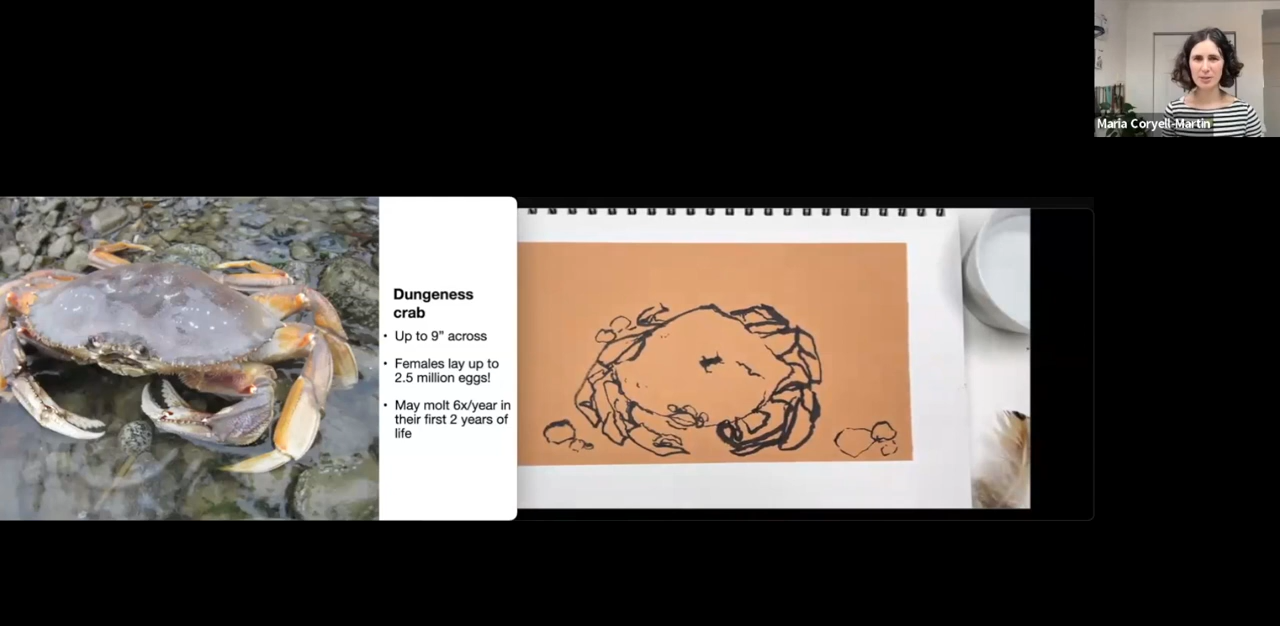 Maria Coryell-Martin
Dungeness
crab
• Up to 9" across
• Females lay up to
2.5 million eggs!
• May molt 6x/year in
their first 2 years of
life